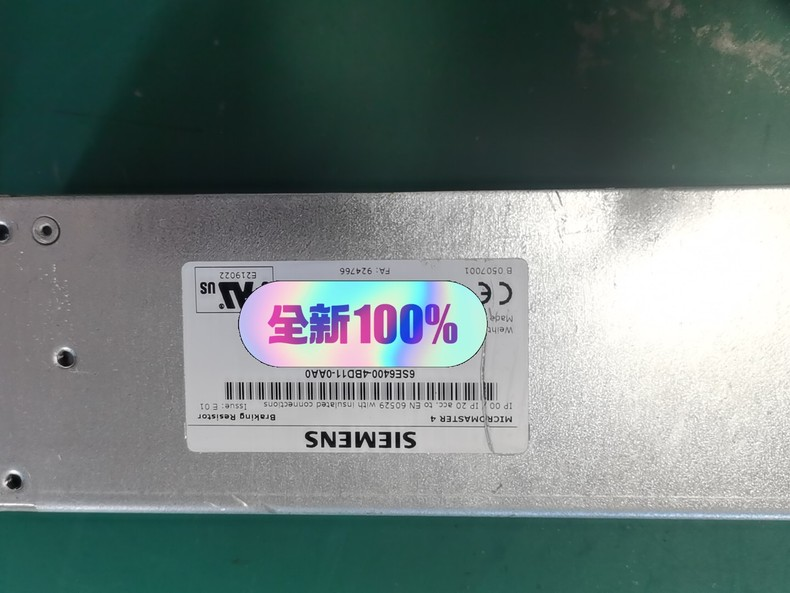 SIEMENS
MICROMASTER 4 Braking Resistor
IP 00 / IP 20 acc. to EN 60529 with insulated connections Issue: E 01
6SE6400-4BD11-0AA0
全新100%
Weint
Made
CE
US
B 0507001 FA: 924766 E219022